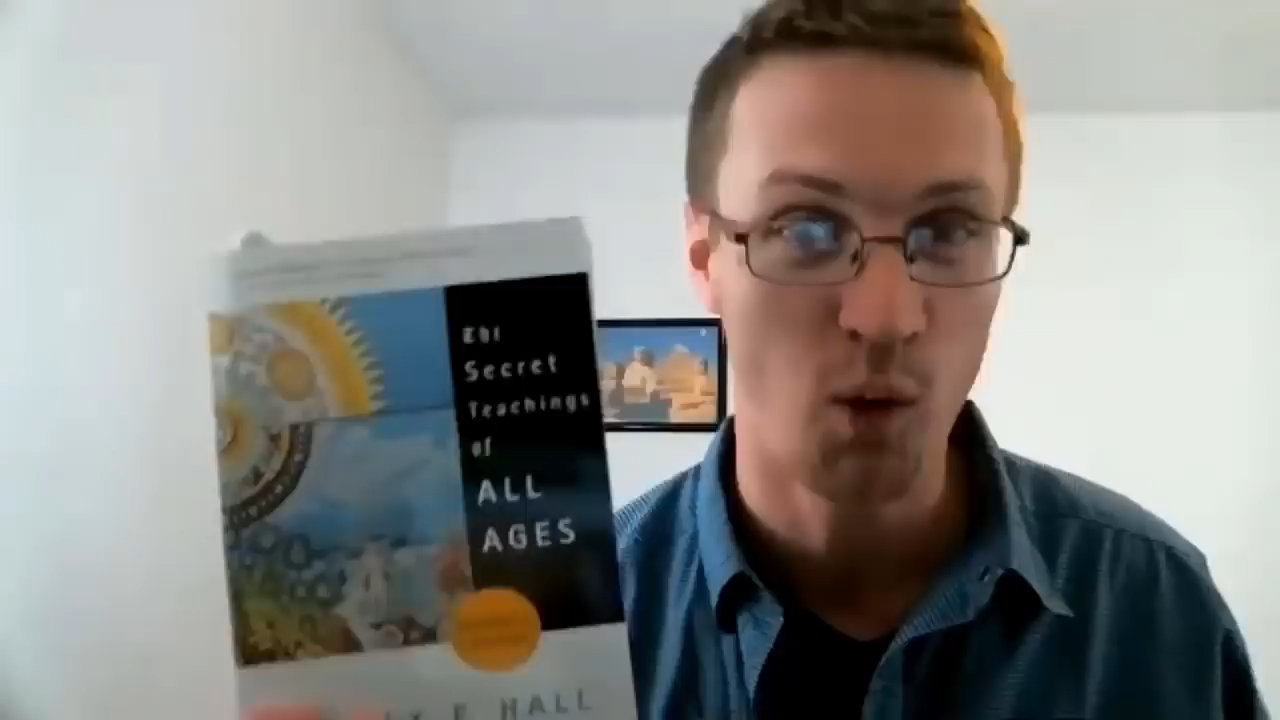 The
Secret
Teachings
of
ALL
AGES
P. HALL